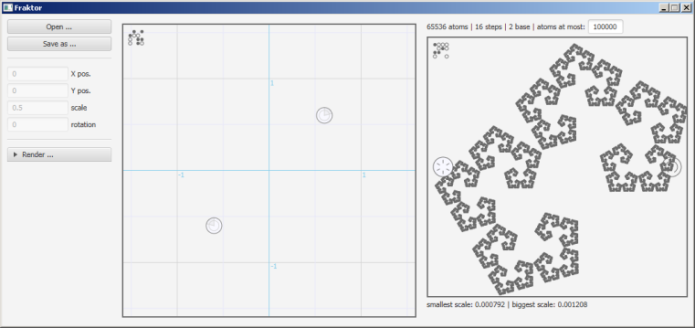 Fraktor
Open ...
Save as ...
0 X pos.
0 Y pos.
0.5 scale
0 rotation
Render ...
1
-1
1
-1
65536 atoms | 16 steps | 2 base | atoms at most: 100000
smallest scale: 0.000792 | biggest scale: 0.001208